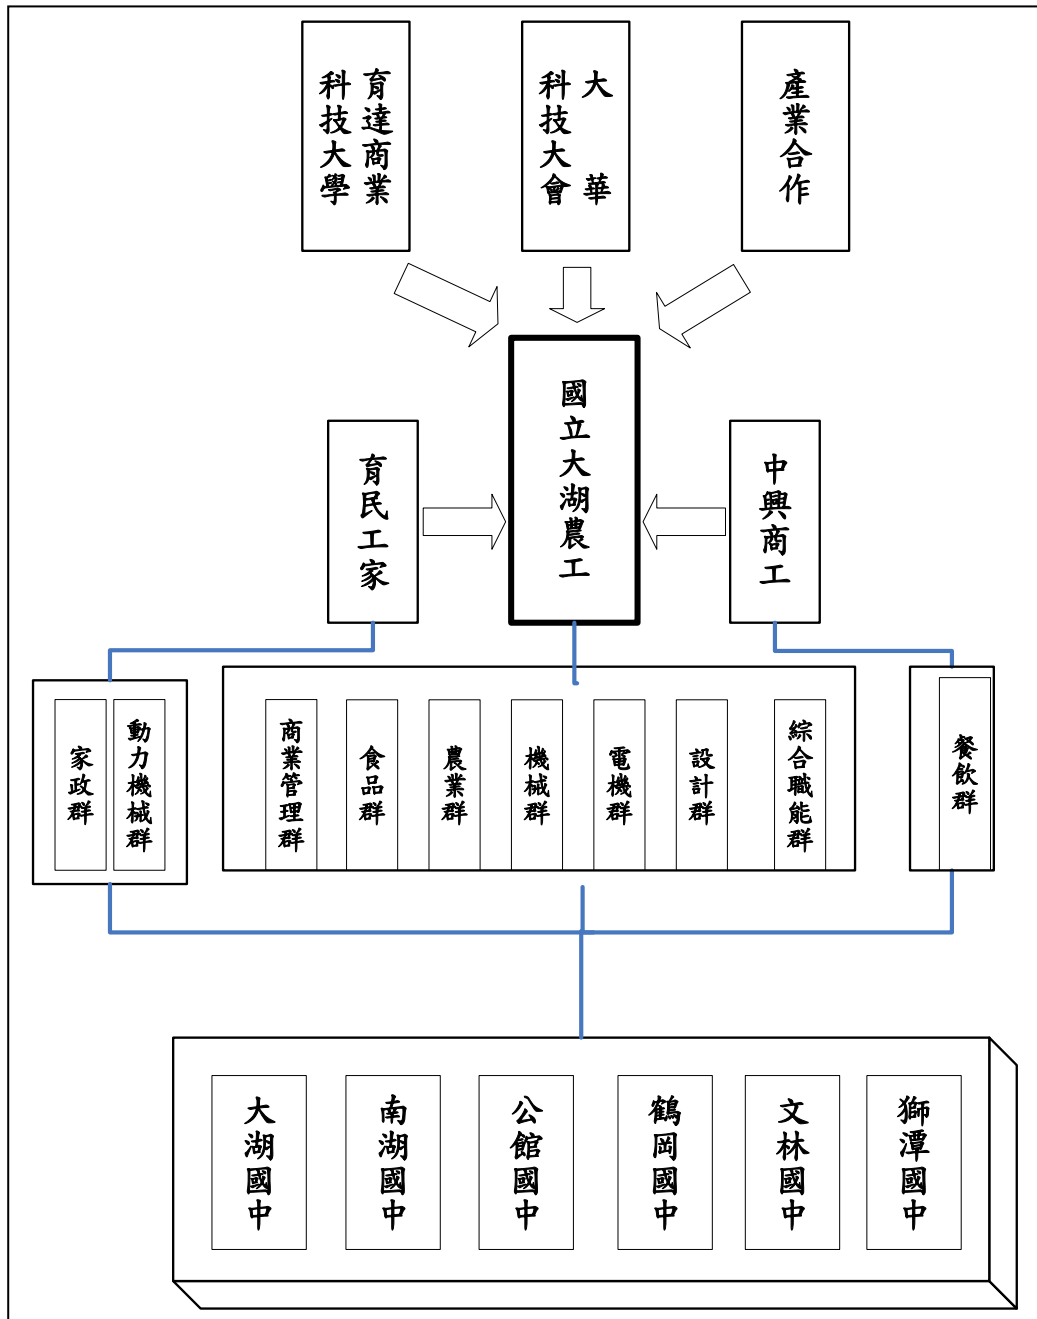 育達商業
科技大學
大華
科技大會
產業合作
國立大湖農工
育民工家
中興商工
家政群
動力機械群
商業管理群
食品群
農業群
機械群
電機群
設計群
綜合職能群
餐飲群
大湖國中
南湖國中
公館國中
鶴岡國中
文林國中
獅潭國中